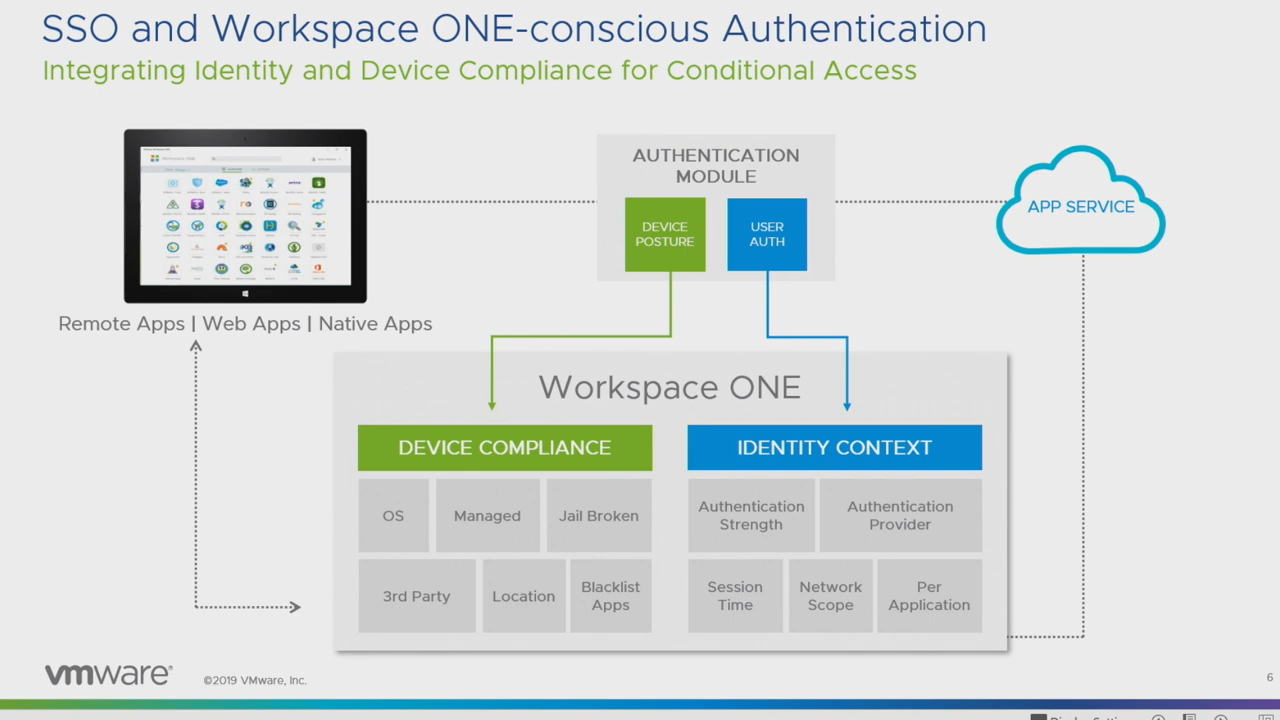 SSO and Workspace ONE-conscious Authentication
Integrating Identity and Device Compliance for Conditional Access
Workspace ONE
AUTHENTICATION
MODULE
DEVICE
POSTURE
USER
AUTH
APP SERVICE
Remote Apps | Web Apps | Native Apps
Workspace ONE
DEVICE COMPLIANCE
IDENTITY CONTEXT
OS
Managed
Jail Broken
Authentication
Strength
Authentication
Provider
3rd Party
Location
Blacklist
Apps
Session
Time
Network
Scope
Per
Application
vmware
©2019 VMware, Inc.
6